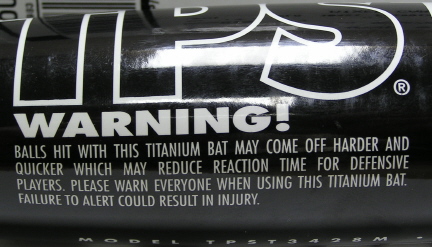 TPS®
WARNING!
BALLS HIT WITH THIS TITANIUM BAT MAY COME OFF HARDER AND
QUICKER WHICH MAY REDUCE REACTION TIME FOR DEFENSIVE
PLAYERS. PLEASE WARN EVERYONE WHEN USING THIS TITANIUM BAT.
FAILURE TO ALERT COULD RESULT IN INJURY.
MODEL TPST3428M